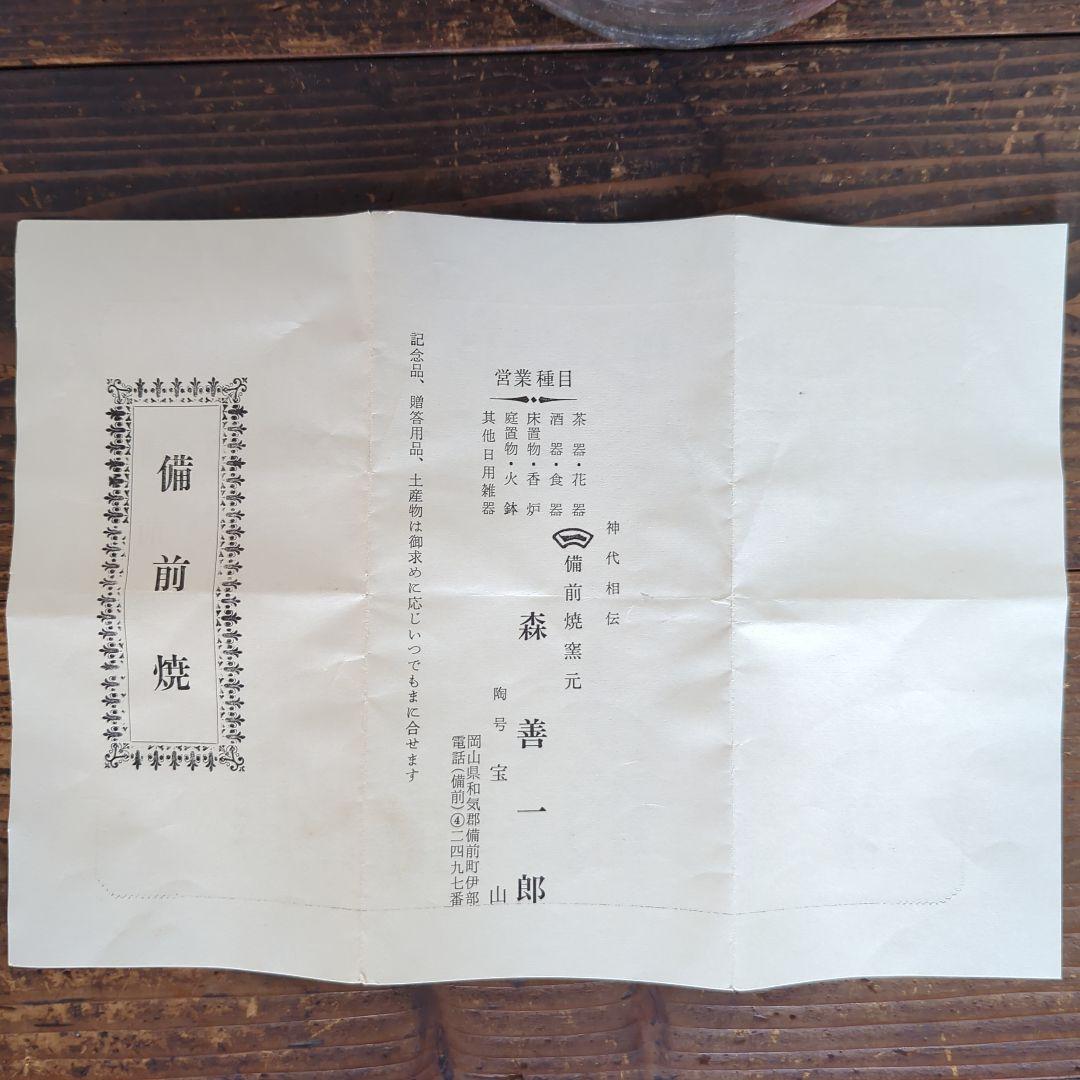 神代相伝
備前焼窯元
森善一郎
陶号 宝山
岡山県和気郡備前町伊部
電話(備前)④二四九七番
営業種目
茶器・花器
酒器・食器
床置物・香炉
庭置物・火鉢
其他日用雑器
記念品、贈答用品、土産物は御求めに応じいつでもまに合せます
備前焼